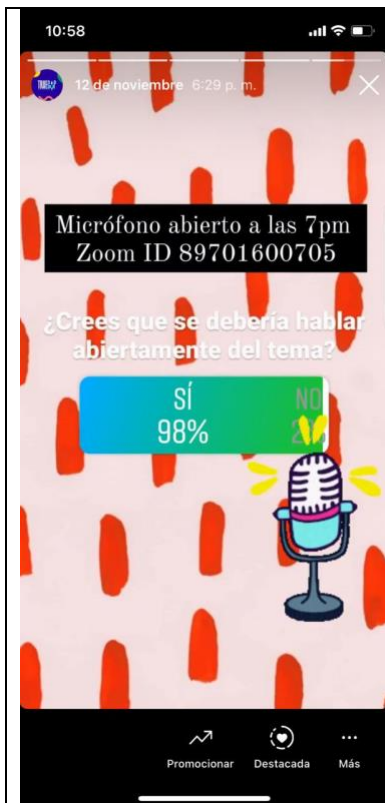 10:58
12 de noviembre 6:29 p. m.
Micrófono abierto a las 7pm
Zoom ID 89701600705
¿Crees que se debería hablar
abiertamente del tema?
SÍ NO
98%
Promocionar Destacada Más